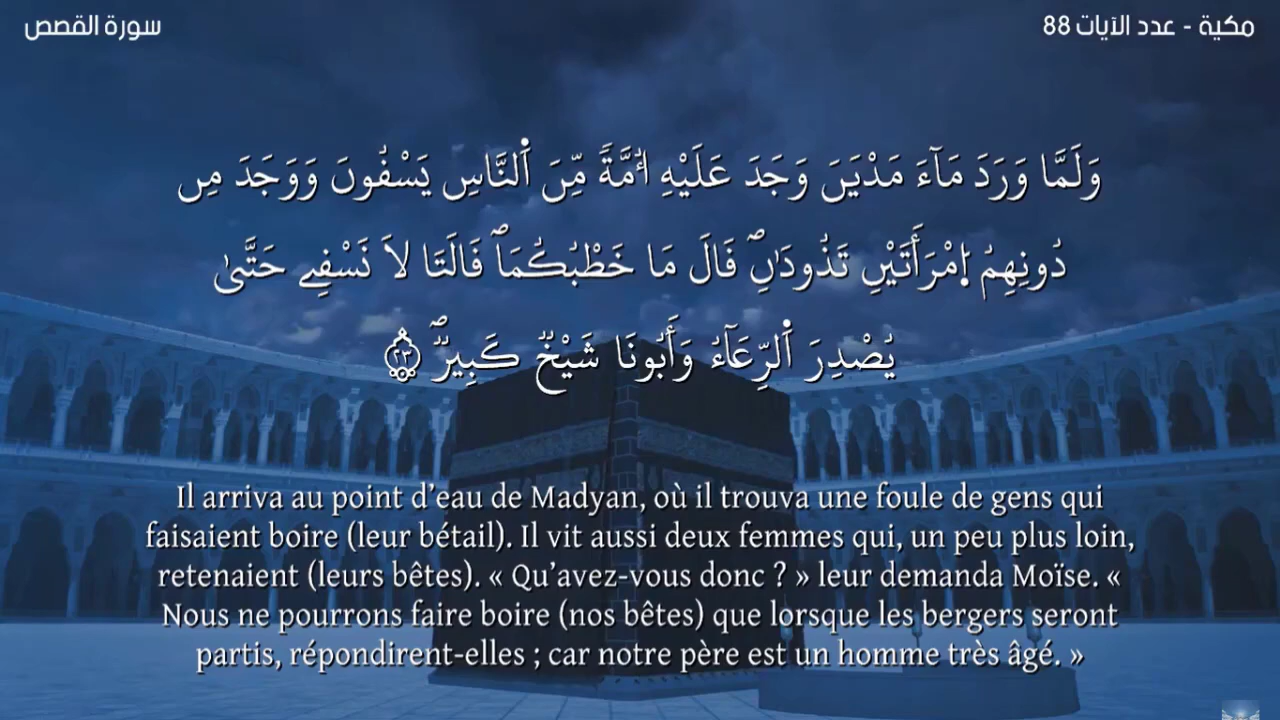 مكية - عدد الآيات 88
سورة القصص
وَلَمَّا وَرَدَ مَآءَ مَدْيَنَ وَجَدَ عَلَيْهِ أُمَّةٗ مِّنَ اَ۬لنَّاسِ يَسْڧُونَ وَوَجَدَ مِں
دُونِهِمُ اُ۪مْرَأَتَيْںِ تَذُودَٰںِۖ ڧَالَ مَا خَطْبُكُمَاۖ ڧَالَتَا لاَ نَسْڧِے حَتَّىٰ
يُصْدِرَ اَ۬لرِّعَآءُ وَأَبُونَا شَيْخٞ كَبِيرٞۖ ٢٣
Il arriva au point d’eau de Madyan, où il trouva une foule de gens qui
faisaient boire (leur bétail). Il vit aussi deux femmes qui, un peu plus loin,
retenaient (leurs bêtes). « Qu’avez-vous donc ? » leur demanda Moïse. «
Nous ne pourrons faire boire (nos bêtes) que lorsque les bergers seront
partis, répondirent-elles ; car notre père est un homme très âgé. »